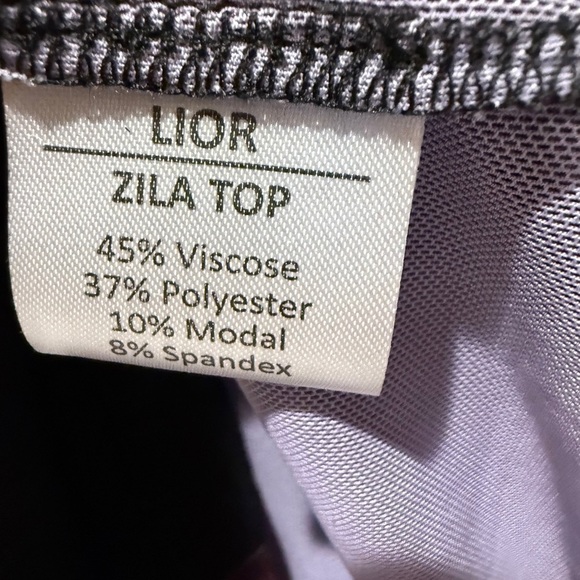 LIOR
ZILA TOP
45% Viscose
37% Polyester
10% Modal
8% Spandex